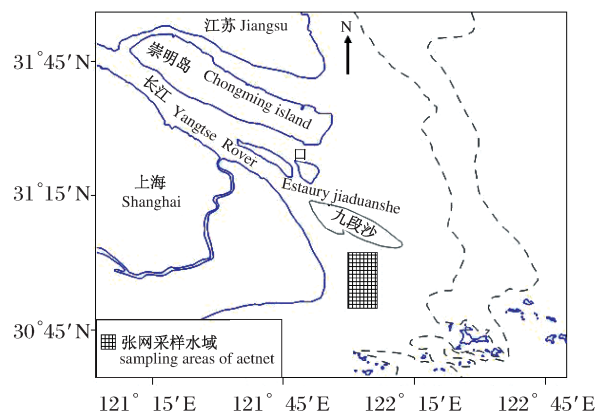 江苏 Jiangsu
N
31°45′N
崇明岛
Chongming island
长江 Yangtse Rover
口
Estaury jiaduanshe
31°15′N
上海
Shanghai
九段沙
30°45′N
张网采样水域
sampling areas of aetnet
121° 15′E 121° 45′E 122° 15′E 122° 45′E